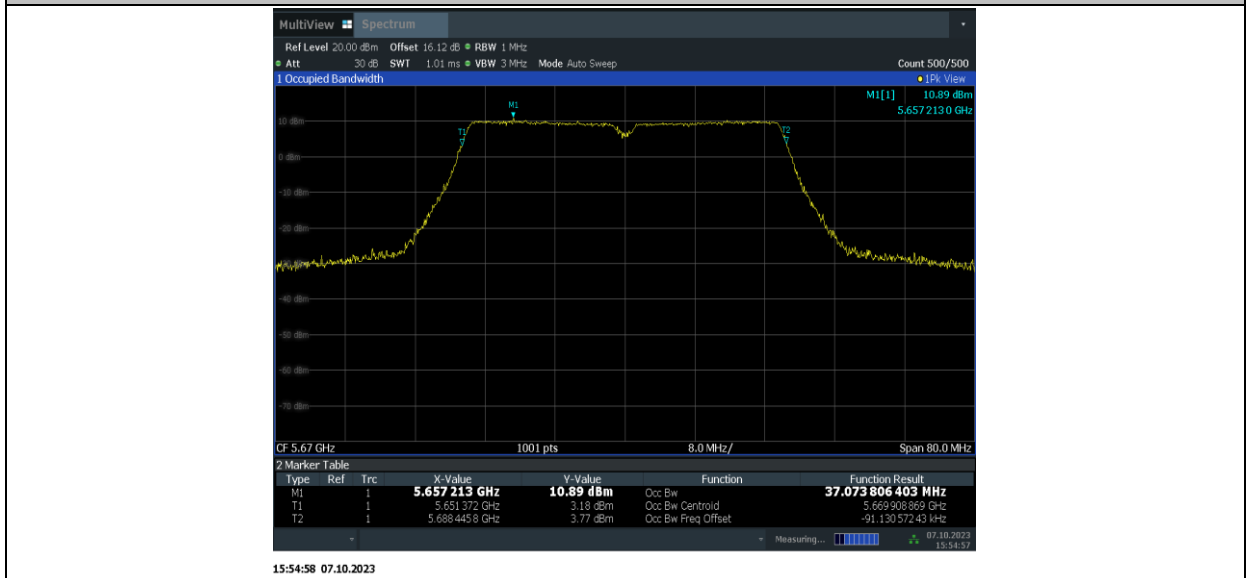 MultiView Spectrum
Ref Level 20.00 dBm Offset 16.12 dB RBW 1 MHz
Att 30 dB SWT 1.01 ms VBW 3 MHz Mode Auto Sweep Count 500/500
1 Occupied Bandwidth 1Pk View
M1[1] 10.89 dBm
5.657 213 0 GHz
M1
10 dBm
T1
T2
0 dBm
-10 dBm
-20 dBm
-40 dBm
-50 dBm
-60 dBm
-70 dBm
CF 5.67 GHz 1001 pts 8.0 MHz/ Span 80.0 MHz
2 Marker Table
Type Ref Trc X-Value Y-Value Function Function Result
M1 1 5.657 213 GHz 10.89 dBm Occ Bw 37.073 806 403 MHz
T1 1 5.651 372 GHz 3.18 dBm Occ Bw Centroid 5.669 908 869 GHz
T2 1 5.688 445 8 GHz 3.77 dBm Occ Bw Freq Offset -91.130 572 43 kHz
Measuring... 07.10.2023
15:54:57
15:54:58 07.10.2023